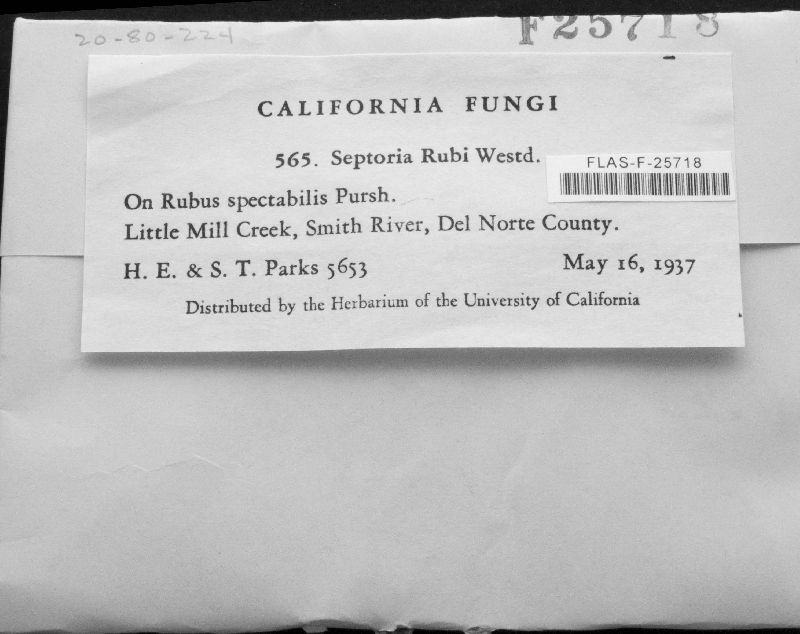 20-80-224
F25718
CALIFORNIA FUNGI
565. Septoria Rubi Westd.
FLAS-F-25718
On Rubus spectabilis Pursh.
Little Mill Creek, Smith River, Del Norte County.
H. E. & S. T. Parks 5653
May 16, 1937
Distributed by the Herbarium of the University of California